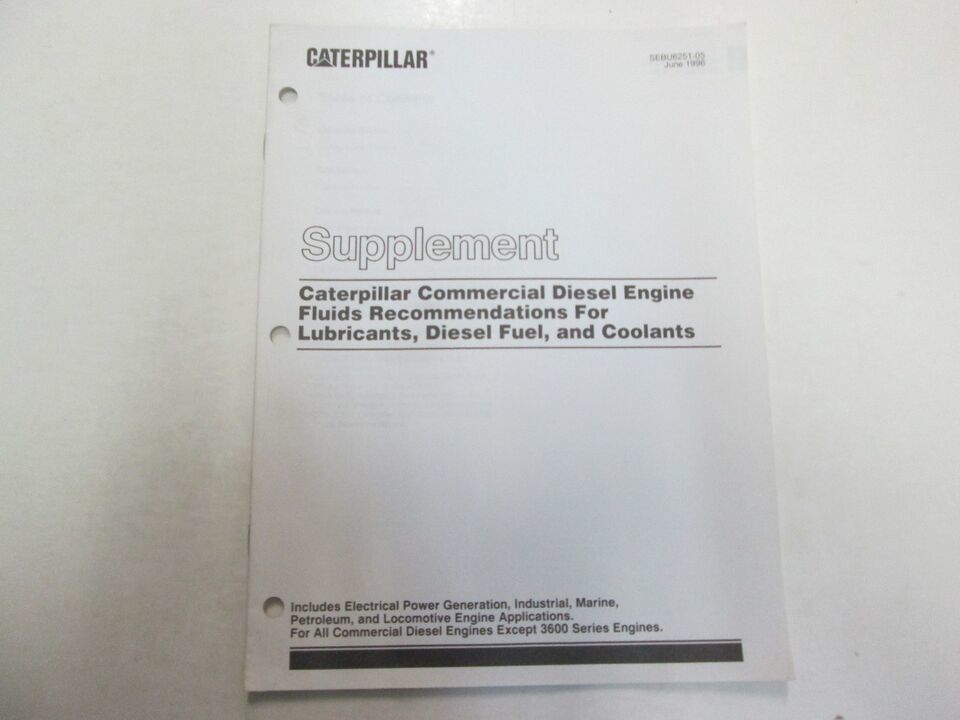 CATERPILLAR®
SEBU6251-05
June 1996
Supplement
Caterpillar Commercial Diesel Engine
Fluids Recommendations For
Lubricants, Diesel Fuel, and Coolants
Includes Electrical Power Generation, Industrial, Marine,
Petroleum, and Locomotive Engine Applications.
For All Commercial Diesel Engines Except 3600 Series Engines.